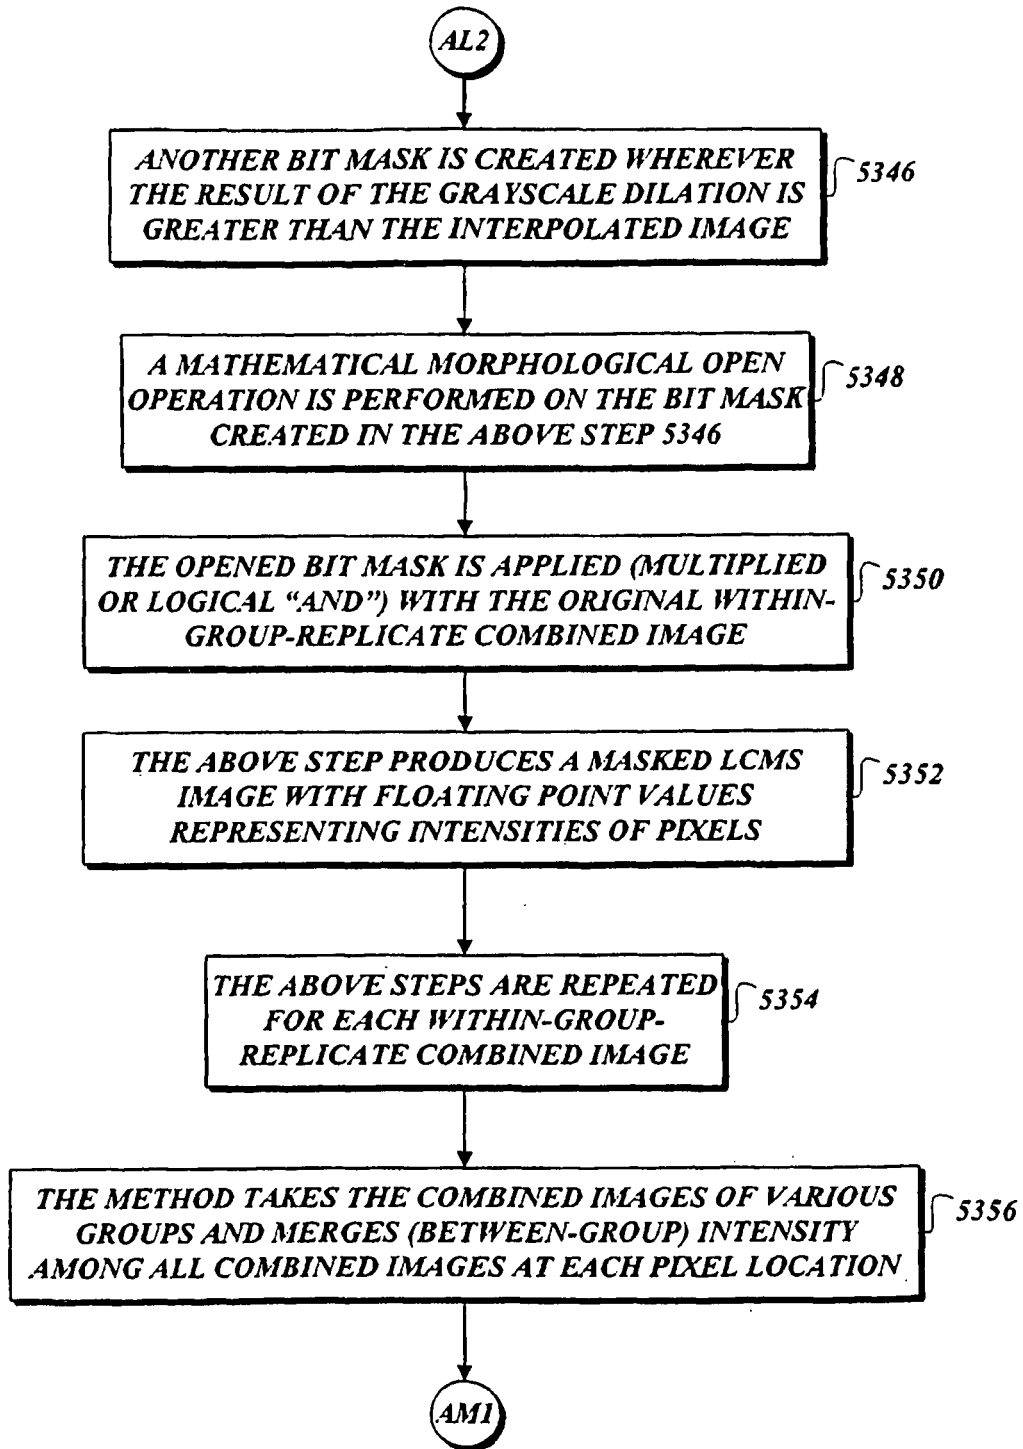 AL2
ANOTHER BIT MASK IS CREATED WHEREVER
THE RESULT OF THE GRAYSCALE DILATION IS
GREATER THAN THE INTERPOLATED IMAGE
5346
A MATHEMATICAL MORPHOLOGICAL OPEN
OPERATION IS PERFORMED ON THE BIT MASK
CREATED IN THE ABOVE STEP 5346
5348
THE OPENED BIT MASK IS APPLIED (MULTIPLIED
OR LOGICAL “AND”) WITH THE ORIGINAL WITHIN-
GROUP-REPLICATE COMBINED IMAGE
5350
THE ABOVE STEP PRODUCES A MASKED LCMS
IMAGE WITH FLOATING POINT VALUES
REPRESENTING INTENSITIES OF PIXELS
5352
THE ABOVE STEPS ARE REPEATED
FOR EACH WITHIN-GROUP-
REPLICATE COMBINED IMAGE
5354
THE METHOD TAKES THE COMBINED IMAGES OF VARIOUS
GROUPS AND MERGES (BETWEEN-GROUP) INTENSITY
AMONG ALL COMBINED IMAGES AT EACH PIXEL LOCATION
5356
AM1